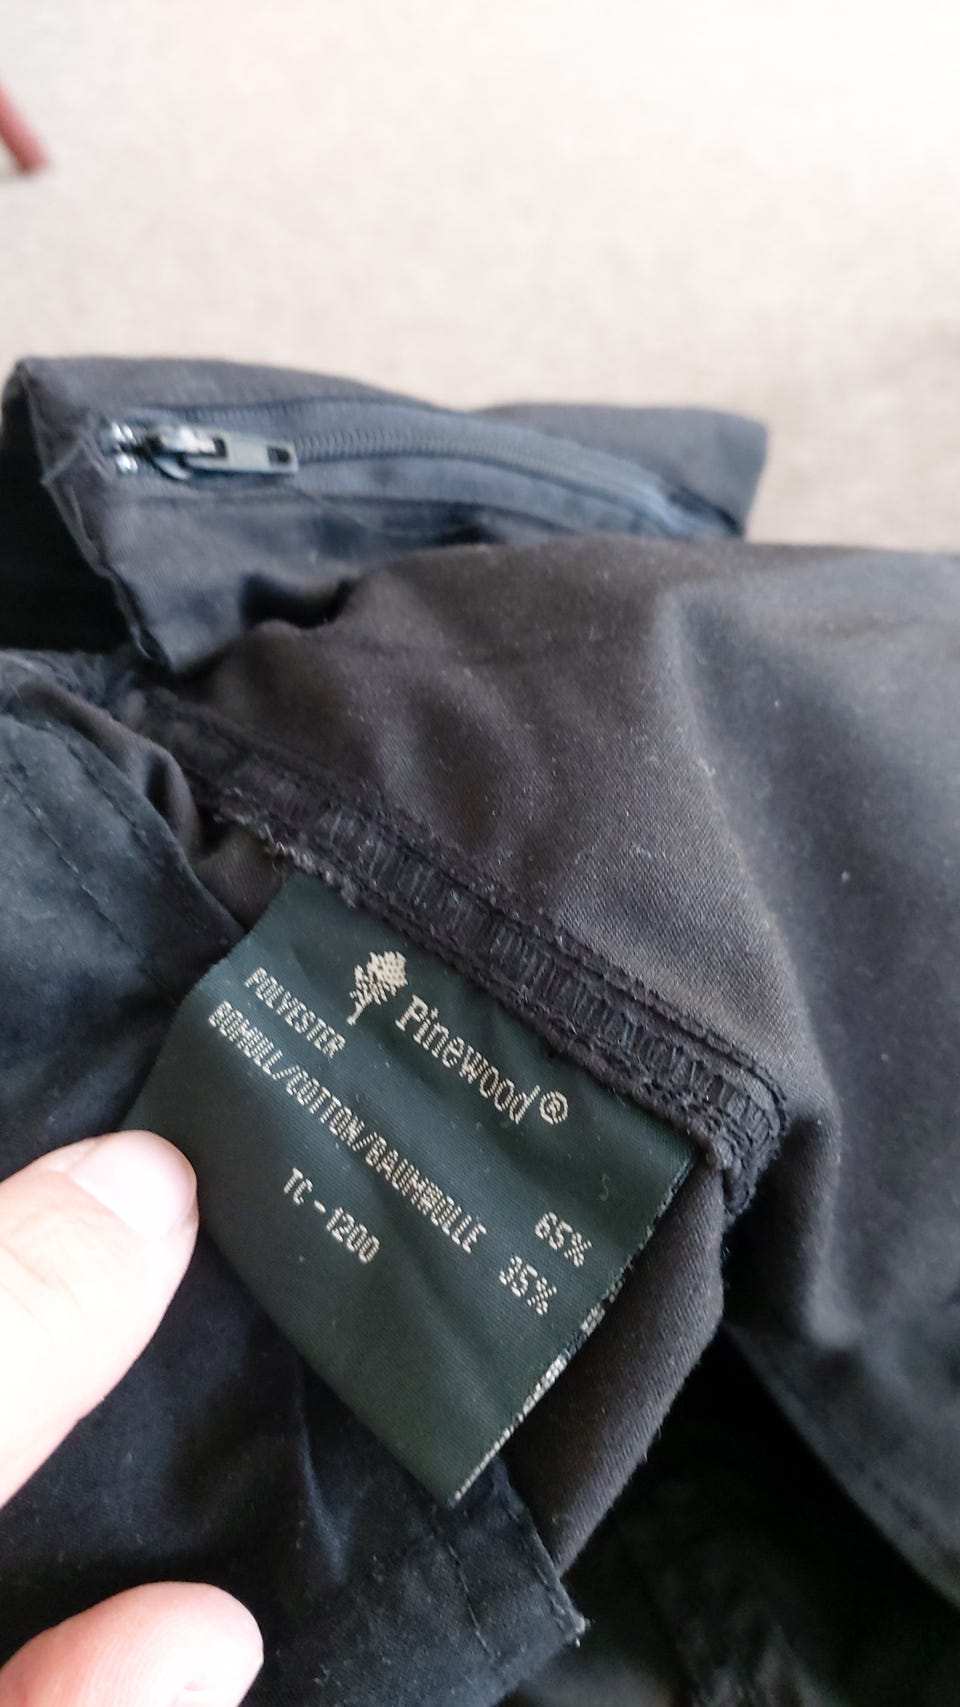 Pinewood®
POLYESTER 65%
BOMULL/COTTON/BAUMWOLLE 35%
TC-1200